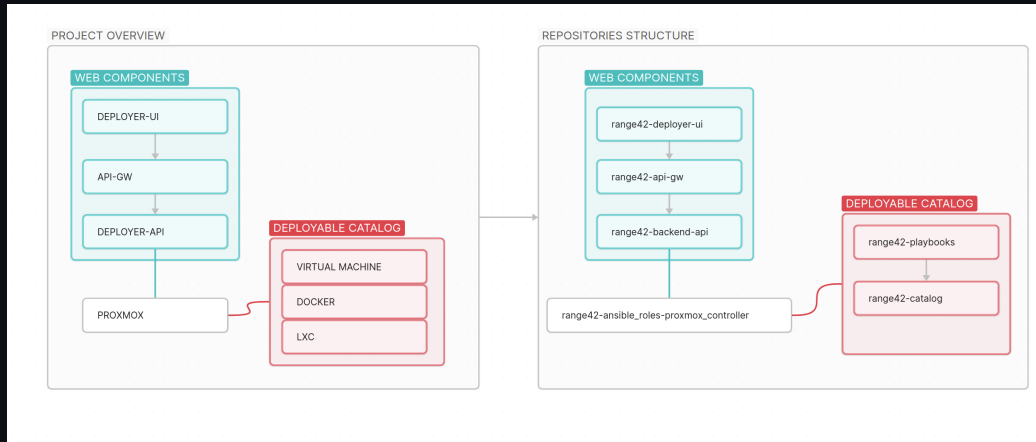 PROJECT OVERVIEW
WEB COMPONENTS
DEPLOYER-UI
API-GW
DEPLOYER-API
PROXMOX
DEPLOYABLE CATALOG
VIRTUAL MACHINE
DOCKER
LXC
REPOSITORIES STRUCTURE
WEB COMPONENTS
range42-deployer-ui
range42-api-gw
range42-backend-api
range42-ansible_roles-proxmox_controller
DEPLOYABLE CATALOG
range42-playbooks
range42-catalog